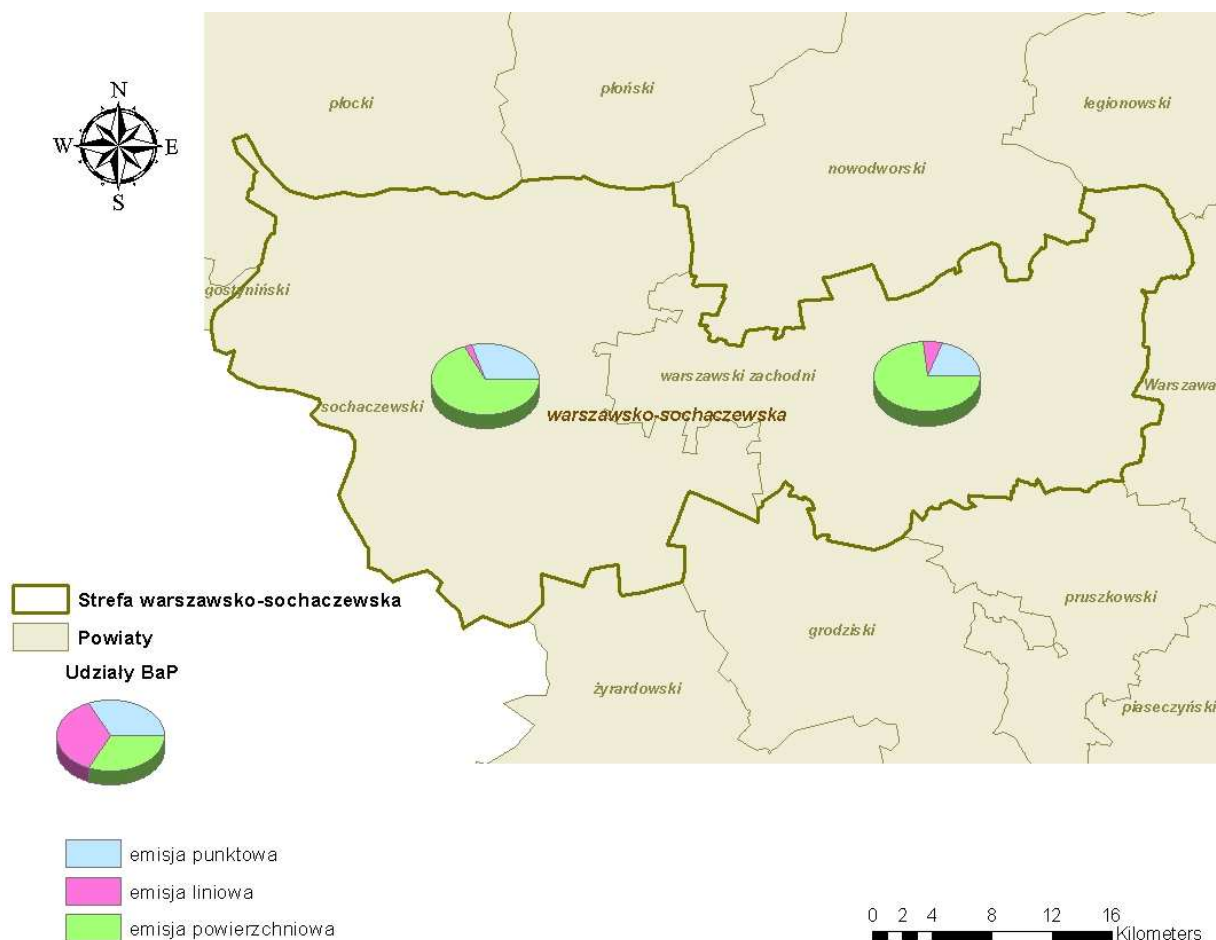 N
W E
S
płocki
płoński
legionowski
nowodworski
gostyniński
warszawski zachodni
Warszawa
sochaczewski
warszawsko-sochaczewska
pruszkowski
grodziski
żyrardowski
piaseczyński
Strefa warszawsko-sochaczewska
Powiaty
Udziały BaP
emisja punktowa
emisja liniowa
emisja powierzchniowa
0 2 4 8 12 16
Kilometers